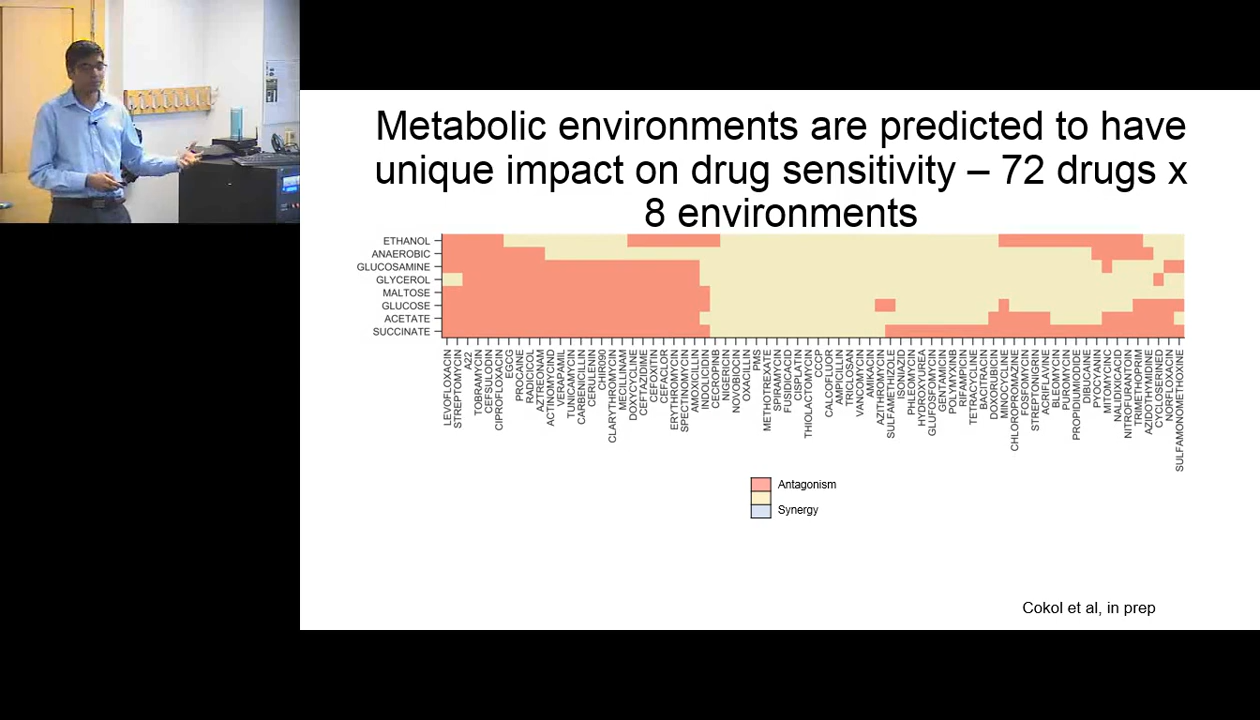 Metabolic environments are predicted to have
unique impact on drug sensitivity – 72 drugs x
8 environments
ETHANOL
ANAEROBIC
GLUCOSAMINE
GLYCEROL
MALTOSE
GLUCOSE
ACETATE
SUCCINATE
LEVOFLOXACIN
STREPTOMYCIN
A22
TOBRAMYCIN
CEFSULODIN
CIPROFLOXACIN
EGCG
PROCAINE
RADICICOL
AZTREONAM
ACTINOMYCIND
VERAPAMIL
TUNICAMYCIN
CARBENICILLIN
CERULENIN
CHIR090
CLARYTHROMYCIN
MECILLINAM
DOXYCYCLINE
CEFTAZIDIME
CEFOXITIN
CEFACLOR
ERYTHROMYCIN
SPECTINOMYCIN
AMOXICILLIN
INDOLICIDIN
CECROPINB
NIGERICIN
NOVOBIOCIN
OXACILLIN
PMS
METHOTREXATE
SPIRAMYCIN
FUSIDICACID
CISPLATIN
THIOLACTOMYCIN
CCCP
CALCOFLUOR
AMPICILLIN
TRICLOSAN
VANCOMYCIN
AMIKACIN
AZITHROMYCIN
SULFAMETHIZOLE
ISONIAZID
PHLEOMYCIN
HYDROXYUREA
GLUFOSFOMYCIN
GENTAMICIN
POLYMYXINB
RIFAMPICIN
TETRACYCLINE
BACITRACIN
DOXORUBICIN
MINOCYCLINE
CHLOROPROMAZINE
FOSFOMYCIN
STREPTONIGRIN
ACRIFLAVINE
BLEOMYCIN
PUROMYCIN
PROPIDIUMIODIDE
DIBUCAINE
PYOCYANIN
MITOMYCINC
NALIDIXICACID
NITROFURANTOIN
TRIMETHOPRIM
AZIDOTHYMIDINE
CYCLOSERINED
NORFLOXACIN
SULFAMONOMETHOXINE
Antagonism
Synergy
Cokol et al, in prep